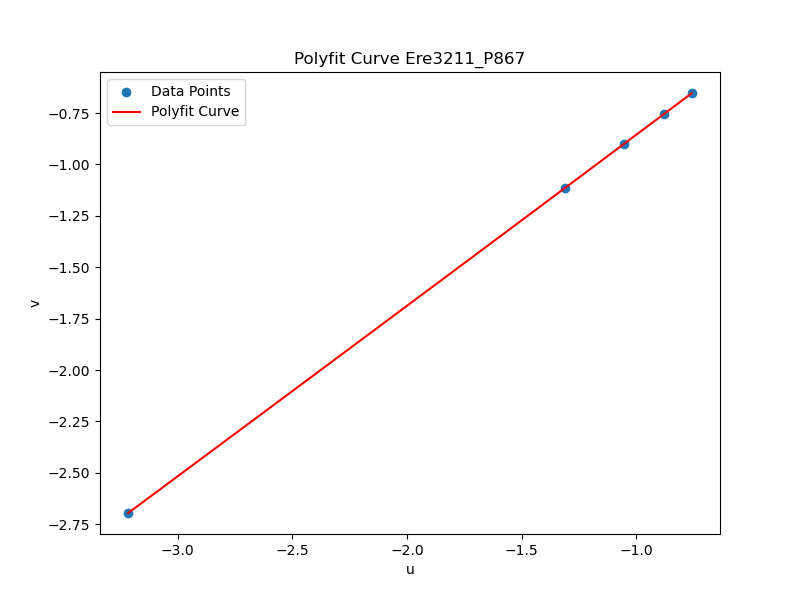 Polyfit Curve Ere3211_P867
Data Points
Polyfit Curve
−0.75
−1.00
−1.25
−1.50
−1.75
−2.00
−2.25
−2.50
−2.75
v
−3.0 −2.5 −2.0 −1.5 −1.0
u